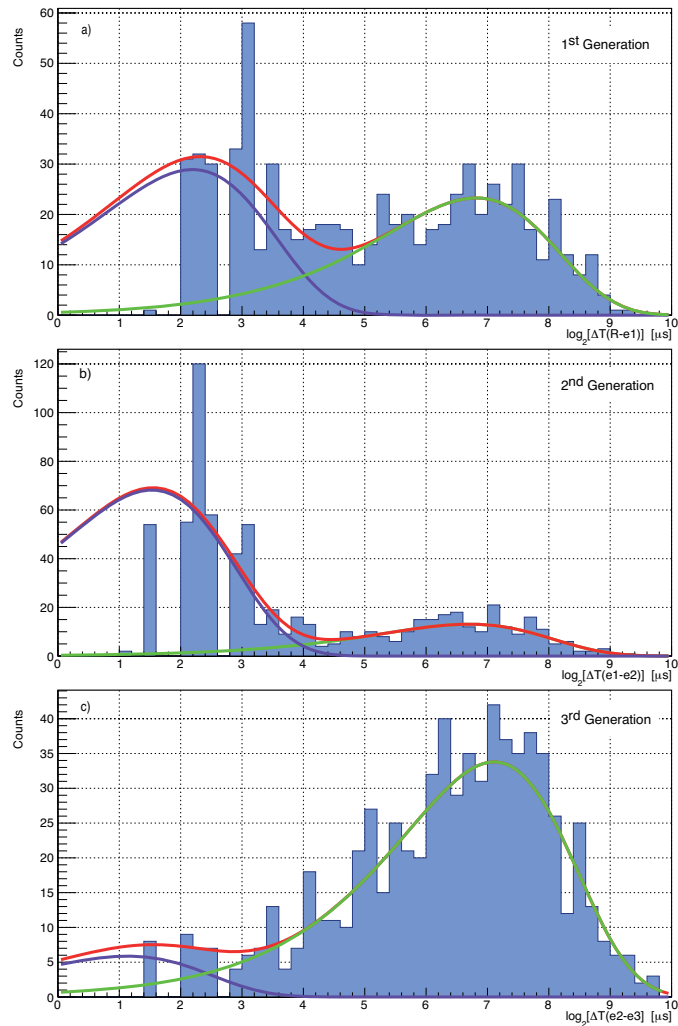 a)
1st Generation
Counts
60
50
40
30
20
10
0
0 1 2 3 4 5 6 7 8 9 10
log2[ΔT(R-e1)] [μs]
b)
2nd Generation
Counts
120
100
80
60
40
20
0
0 1 2 3 4 5 6 7 8 9 10
log2[ΔT(e1-e2)] [μs]
c)
3rd Generation
Counts
40
35
30
25
20
15
10
5
0
0 1 2 3 4 5 6 7 8 9 10
log2[ΔT(e2-e3)] [μs]